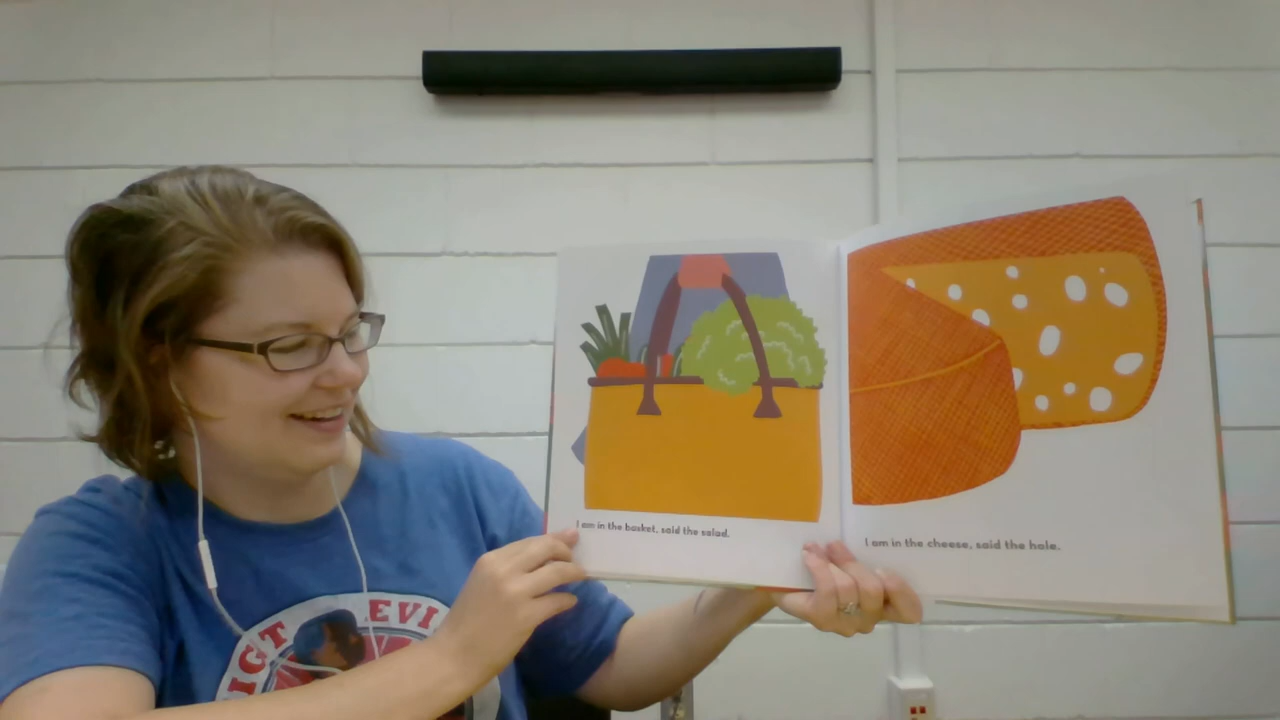 I am in the basket, said the salad.
I am in the cheese, said the hole.